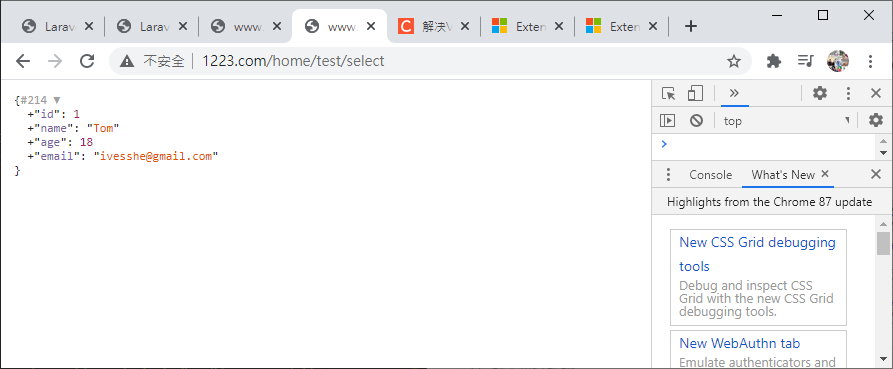 Larav
Larav
www.
www.
解决V
Extern
Extern
不安全 | 1223.com/home/test/select
{#214 ▼
+"id": 1
+"name": "Tom"
+"age": 18
+"email": "ivesshe@gmail.com"
}
top
Console
What's New
Highlights from the Chrome 87 update
New CSS Grid debugging
tools
Debug and inspect CSS
Grid with the new CSS Grid
debugging tools.
New WebAuthn tab
Emulate authenticators and